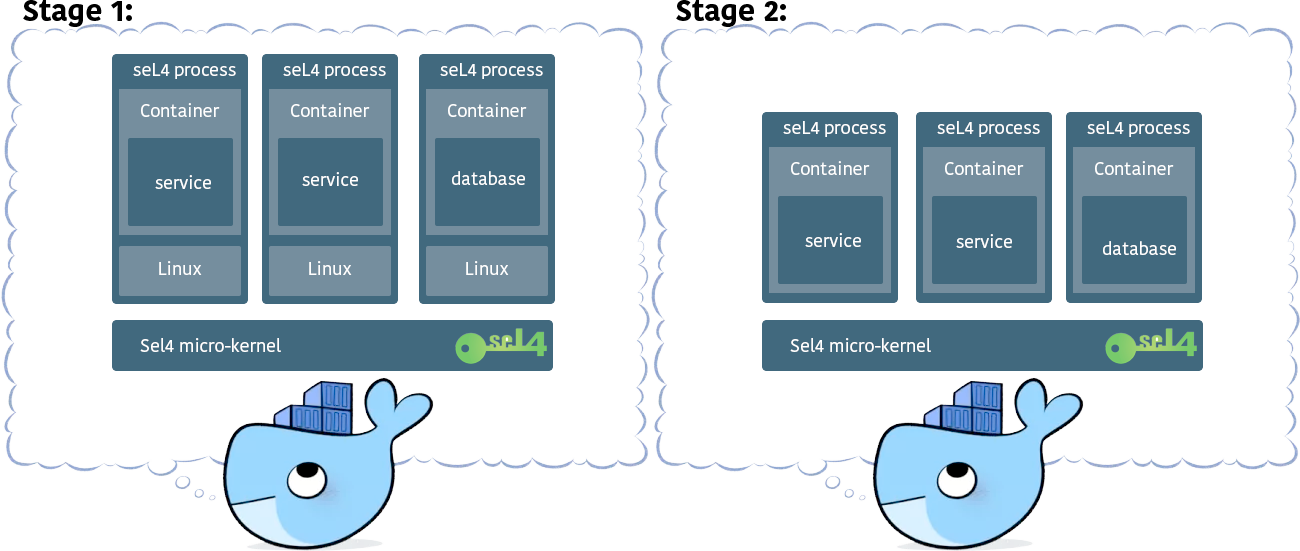 Stage 1:
seL4 process
seL4 process
seL4 process
Container
Container
Container
service
service
database
Linux
Linux
Linux
Sel4 micro-kernel
seL4
Stage 2:
seL4 process
seL4 process
seL4 process
Container
Container
Container
service
service
database
Sel4 micro-kernel
seL4